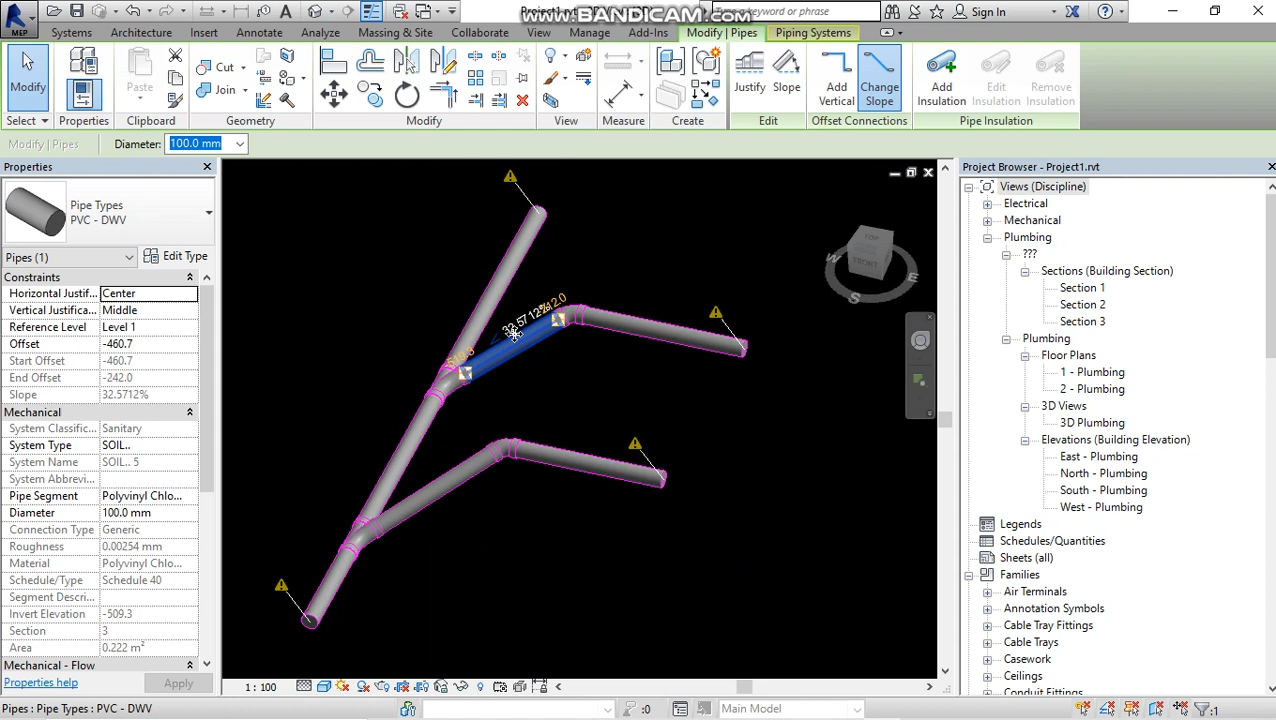 MEP
Project1.rvt
www.BANDICAM.com
keyword or phrase
Sign In
Systems
Architecture
Insert
Annotate
Analyze
Massing & Site
Collaborate
View
Manage
Add-Ins
Modify | Pipes
Piping Systems
Modify
Paste
Cut
Join
Justify
Slope
Add
Vertical
Change
Slope
Add
Insulation
Edit
Insulation
Remove
Insulation
Select
Properties
Clipboard
Geometry
Modify
View
Measure
Create
Edit
Offset Connections
Pipe Insulation
Modify | Pipes
Diameter:
100.0 mm
Properties
Pipe Types
PVC - DWV
Pipes (1)
Edit Type
Constraints
Horizontal Justif... Center
Vertical Justifica... Middle
Reference Level Level 1
Offset -460.7
Start Offset -460.7
End Offset -242.0
Slope 32.5712%
Mechanical
System Classific... Sanitary
System Type SOIL..
System Name SOIL.. 5
System Abbrevi...
Pipe Segment Polyvinyl Chlo...
Diameter 100.0 mm
Connection Type Generic
Roughness 0.00254 mm
Material Polyvinyl Chlo...
Schedule/Type Schedule 40
Segment Descri...
Invert Elevation -509.3
Section 3
Area 0.222 m²
Mechanical - Flow
Properties help
Apply
TOP
FRONT
W
S
E
1 : 100
Project Browser - Project1.rvt
Views (Discipline)
Electrical
Mechanical
Plumbing
???
Sections (Building Section)
Section 1
Section 2
Section 3
Plumbing
Floor Plans
1 - Plumbing
2 - Plumbing
3D Views
3D Plumbing
Elevations (Building Elevation)
East - Plumbing
North - Plumbing
South - Plumbing
West - Plumbing
Legends
Schedules/Quantities
Sheets (all)
Families
Air Terminals
Annotation Symbols
Cable Tray Fittings
Cable Trays
Casework
Ceilings
Conduit Fittings
Pipes : Pipe Types : PVC - DWV
:0
Main Model
:1